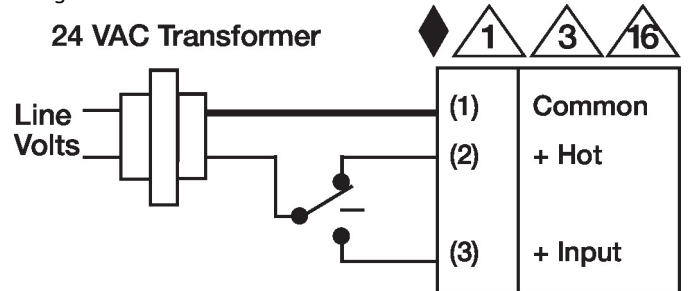 24 VAC Transformer
1
3
16
Line
Volts
(1) Common
(2) + Hot
(3) + Input